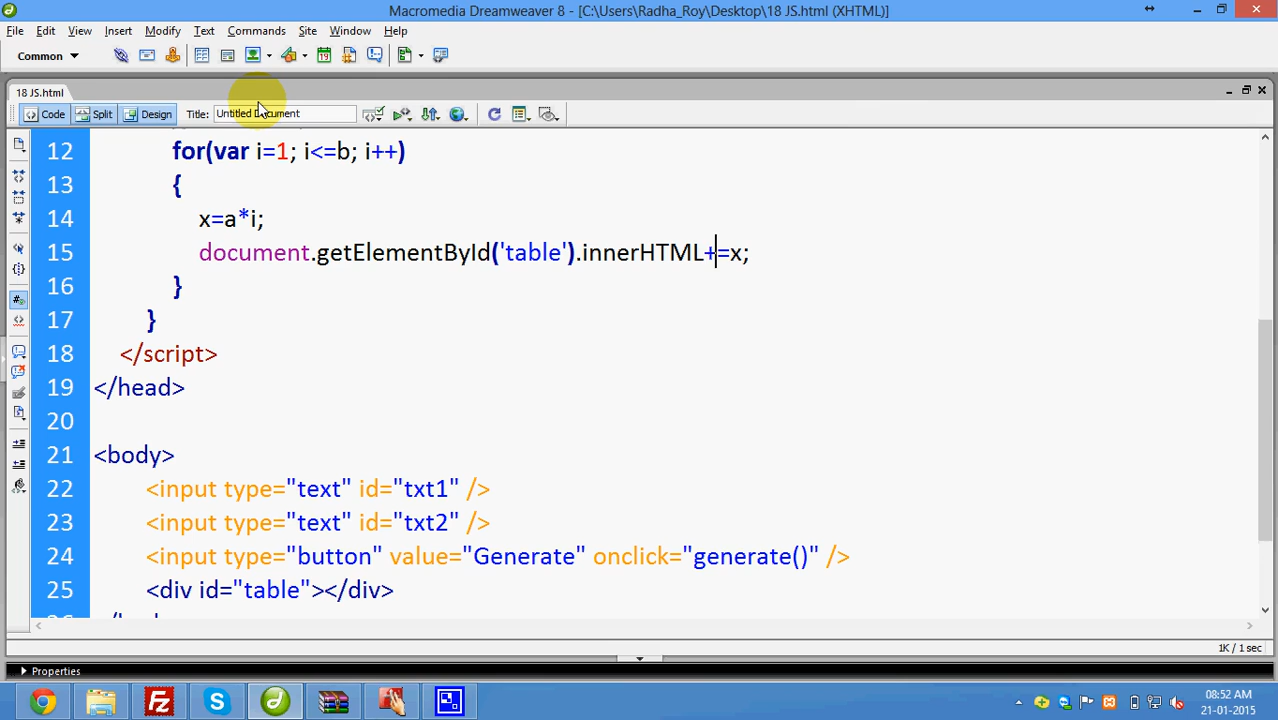 Macromedia Dreamweaver 8 - [C:\Users\Radha_Roy\Desktop\18 JS.html (XHTML)]
File Edit View Insert Modify Text Commands Site Window Help
Common
18 JS.html
Code Split Design Title: Untitled Document
12 for(var i=1; i<=b; i++)
13 {
14 x=a*i;
15 document.getElementById('table').innerHTML+=x;
16 }
17 }
18 </script>
19 </head>
20
21 <body>
22 <input type="text" id="txt1" />
23 <input type="text" id="txt2" />
24 <input type="button" value="Generate" onclick="generate()" />
25 <div id="table"></div>
1K / 1 sec
Properties
08:52 AM
21-01-2015